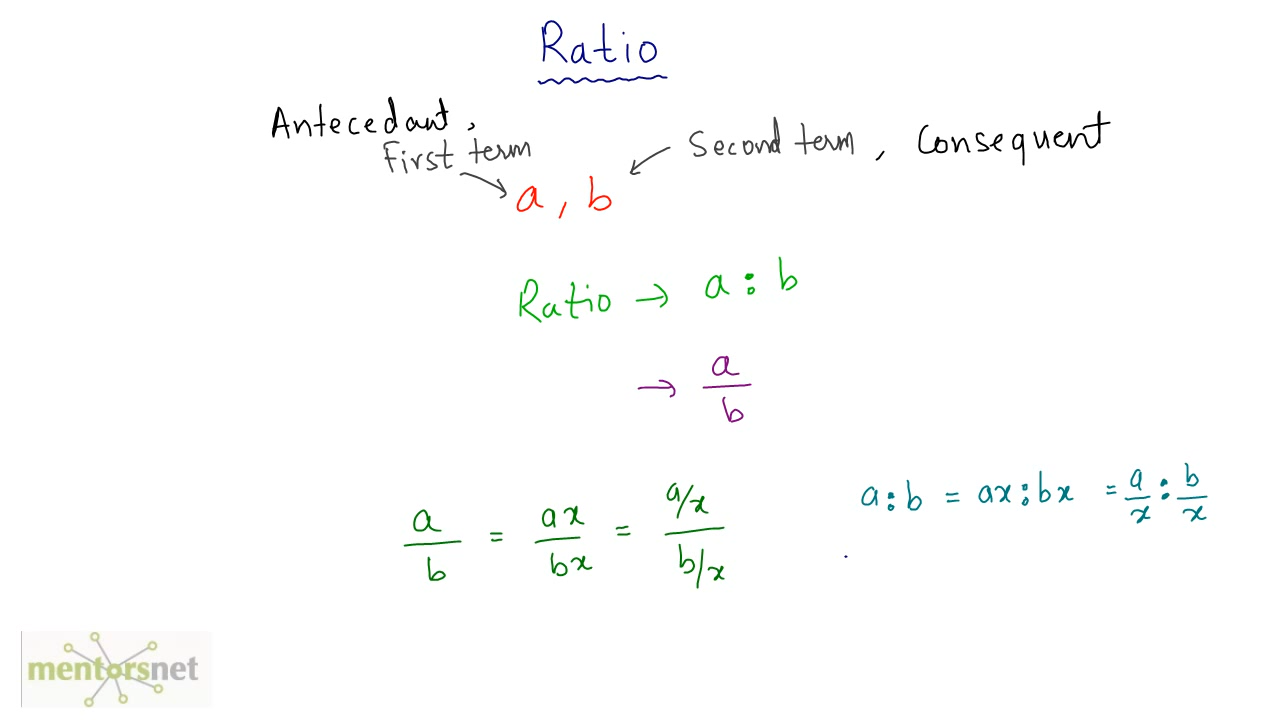 Ratio
Antecedant,
First term
Second term, Consequent
a, b
Ratio → a : b
→ a/b
a/b = ax/bx = (a/x)/(b/x)
a : b = ax : bx = a/x : b/x
mentorsnet